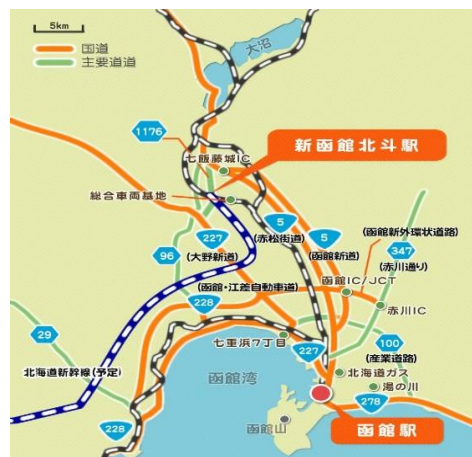 5km
国道
主要道道
大沼
1176
新函館北斗駅
七飯藤城IC
総合車両基地
5
(赤松街道)
5
(函館新道)
(函館新外環状道路)
227
(大野新道)
347
(赤川通り)
96
函館IC/JCT
(函館・江差自動車道)
228
赤川IC
29
七重浜7丁目
227
100
(産業道路)
北海道新幹線(予定)
函館湾
北海道ガス
湯の川
278
函館山
函館駅
228